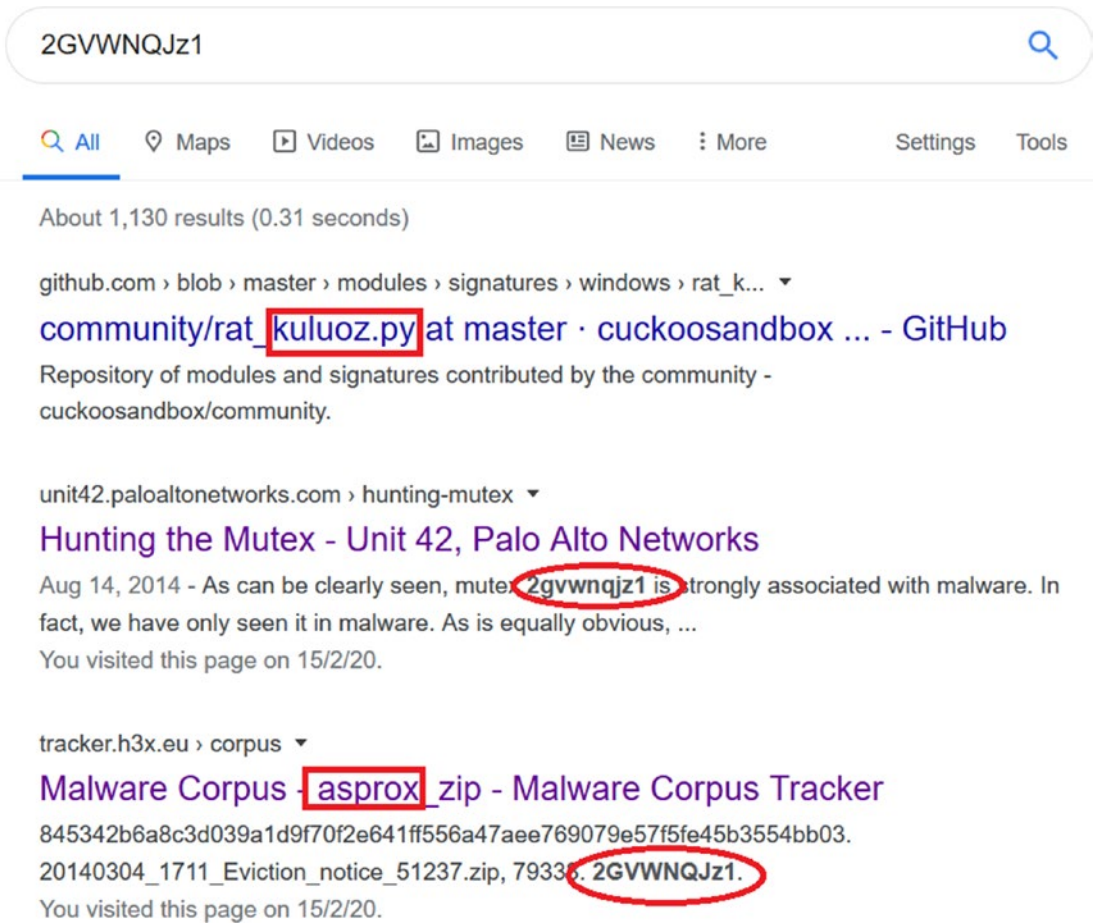 2GVWNQJz1
All Maps Videos Images News More Settings Tools
About 1,130 results (0.31 seconds)
github.com › blob › master › modules › signatures › windows › rat_k...
community/rat_kuluoz.py at master · cuckoosandbox ... - GitHub
Repository of modules and signatures contributed by the community -
cuckoosandbox/community.
unit42.paloaltonetworks.com › hunting-mutex
Hunting the Mutex - Unit 42, Palo Alto Networks
Aug 14, 2014 - As can be clearly seen, mutex 2gvwnqjz1 is strongly associated with malware. In
fact, we have only seen it in malware. As is equally obvious, ...
You visited this page on 15/2/20.
tracker.h3x.eu › corpus
Malware Corpus - asprox_zip - Malware Corpus Tracker
845342b6a8c3d039a1d9f70f2e641ff556a47aee769079e57f5fe45b3554bb03.
20140304_1711_Eviction_notice_51237.zip, 79338. 2GVWNQJz1.
You visited this page on 15/2/20.